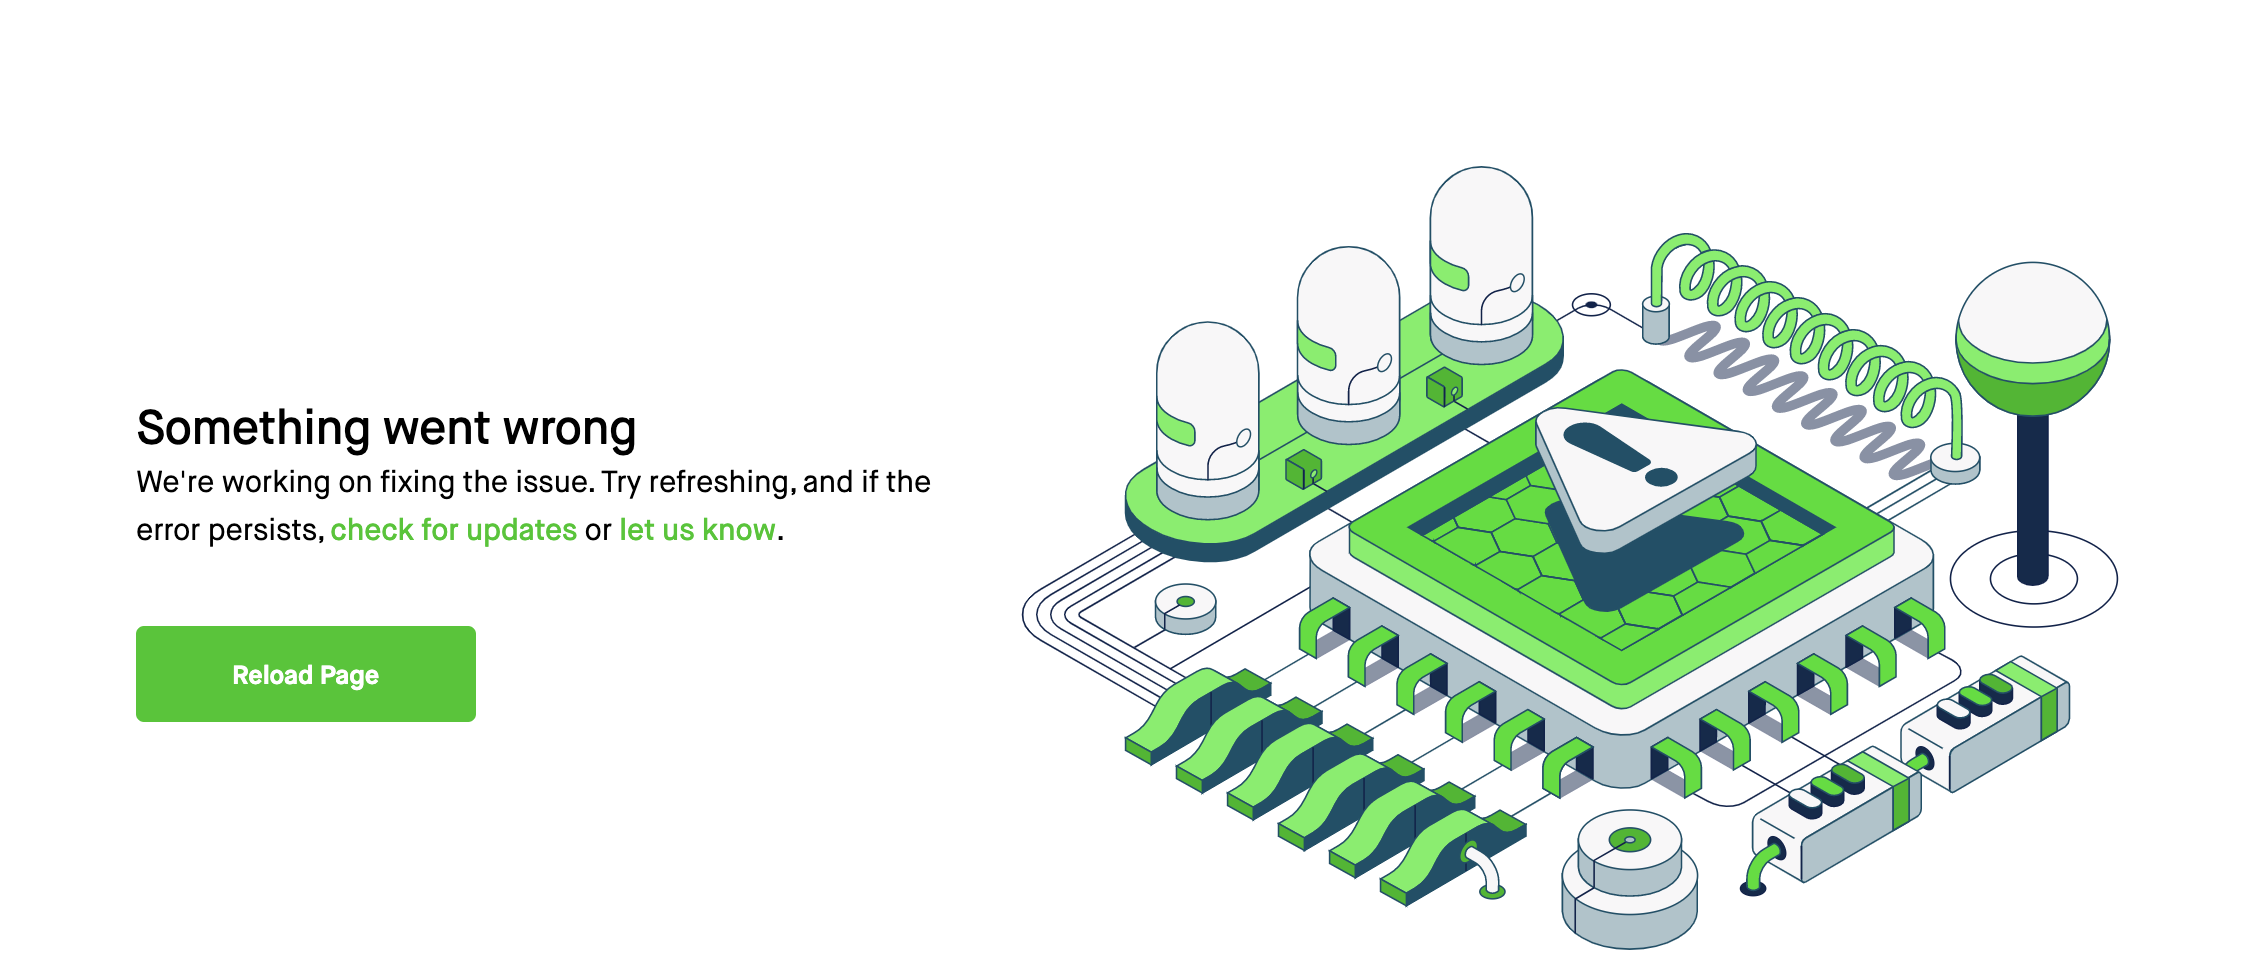 Something went wrong
We're working on fixing the issue. Try refreshing, and if the
error persists, check for updates or let us know.
Reload Page